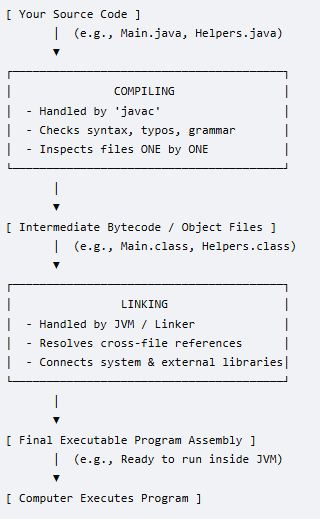 [ Your Source Code ]
(e.g., Main.java, Helpers.java)
COMPILING
- Handled by 'javac'
- Checks syntax, typos, grammar
- Inspects files ONE by ONE
[ Intermediate Bytecode / Object Files ]
(e.g., Main.class, Helpers.class)
LINKING
- Handled by JVM / Linker
- Resolves cross-file references
- Connects system & external libraries
[ Final Executable Program Assembly ]
(e.g., Ready to run inside JVM)
[ Computer Executes Program ]